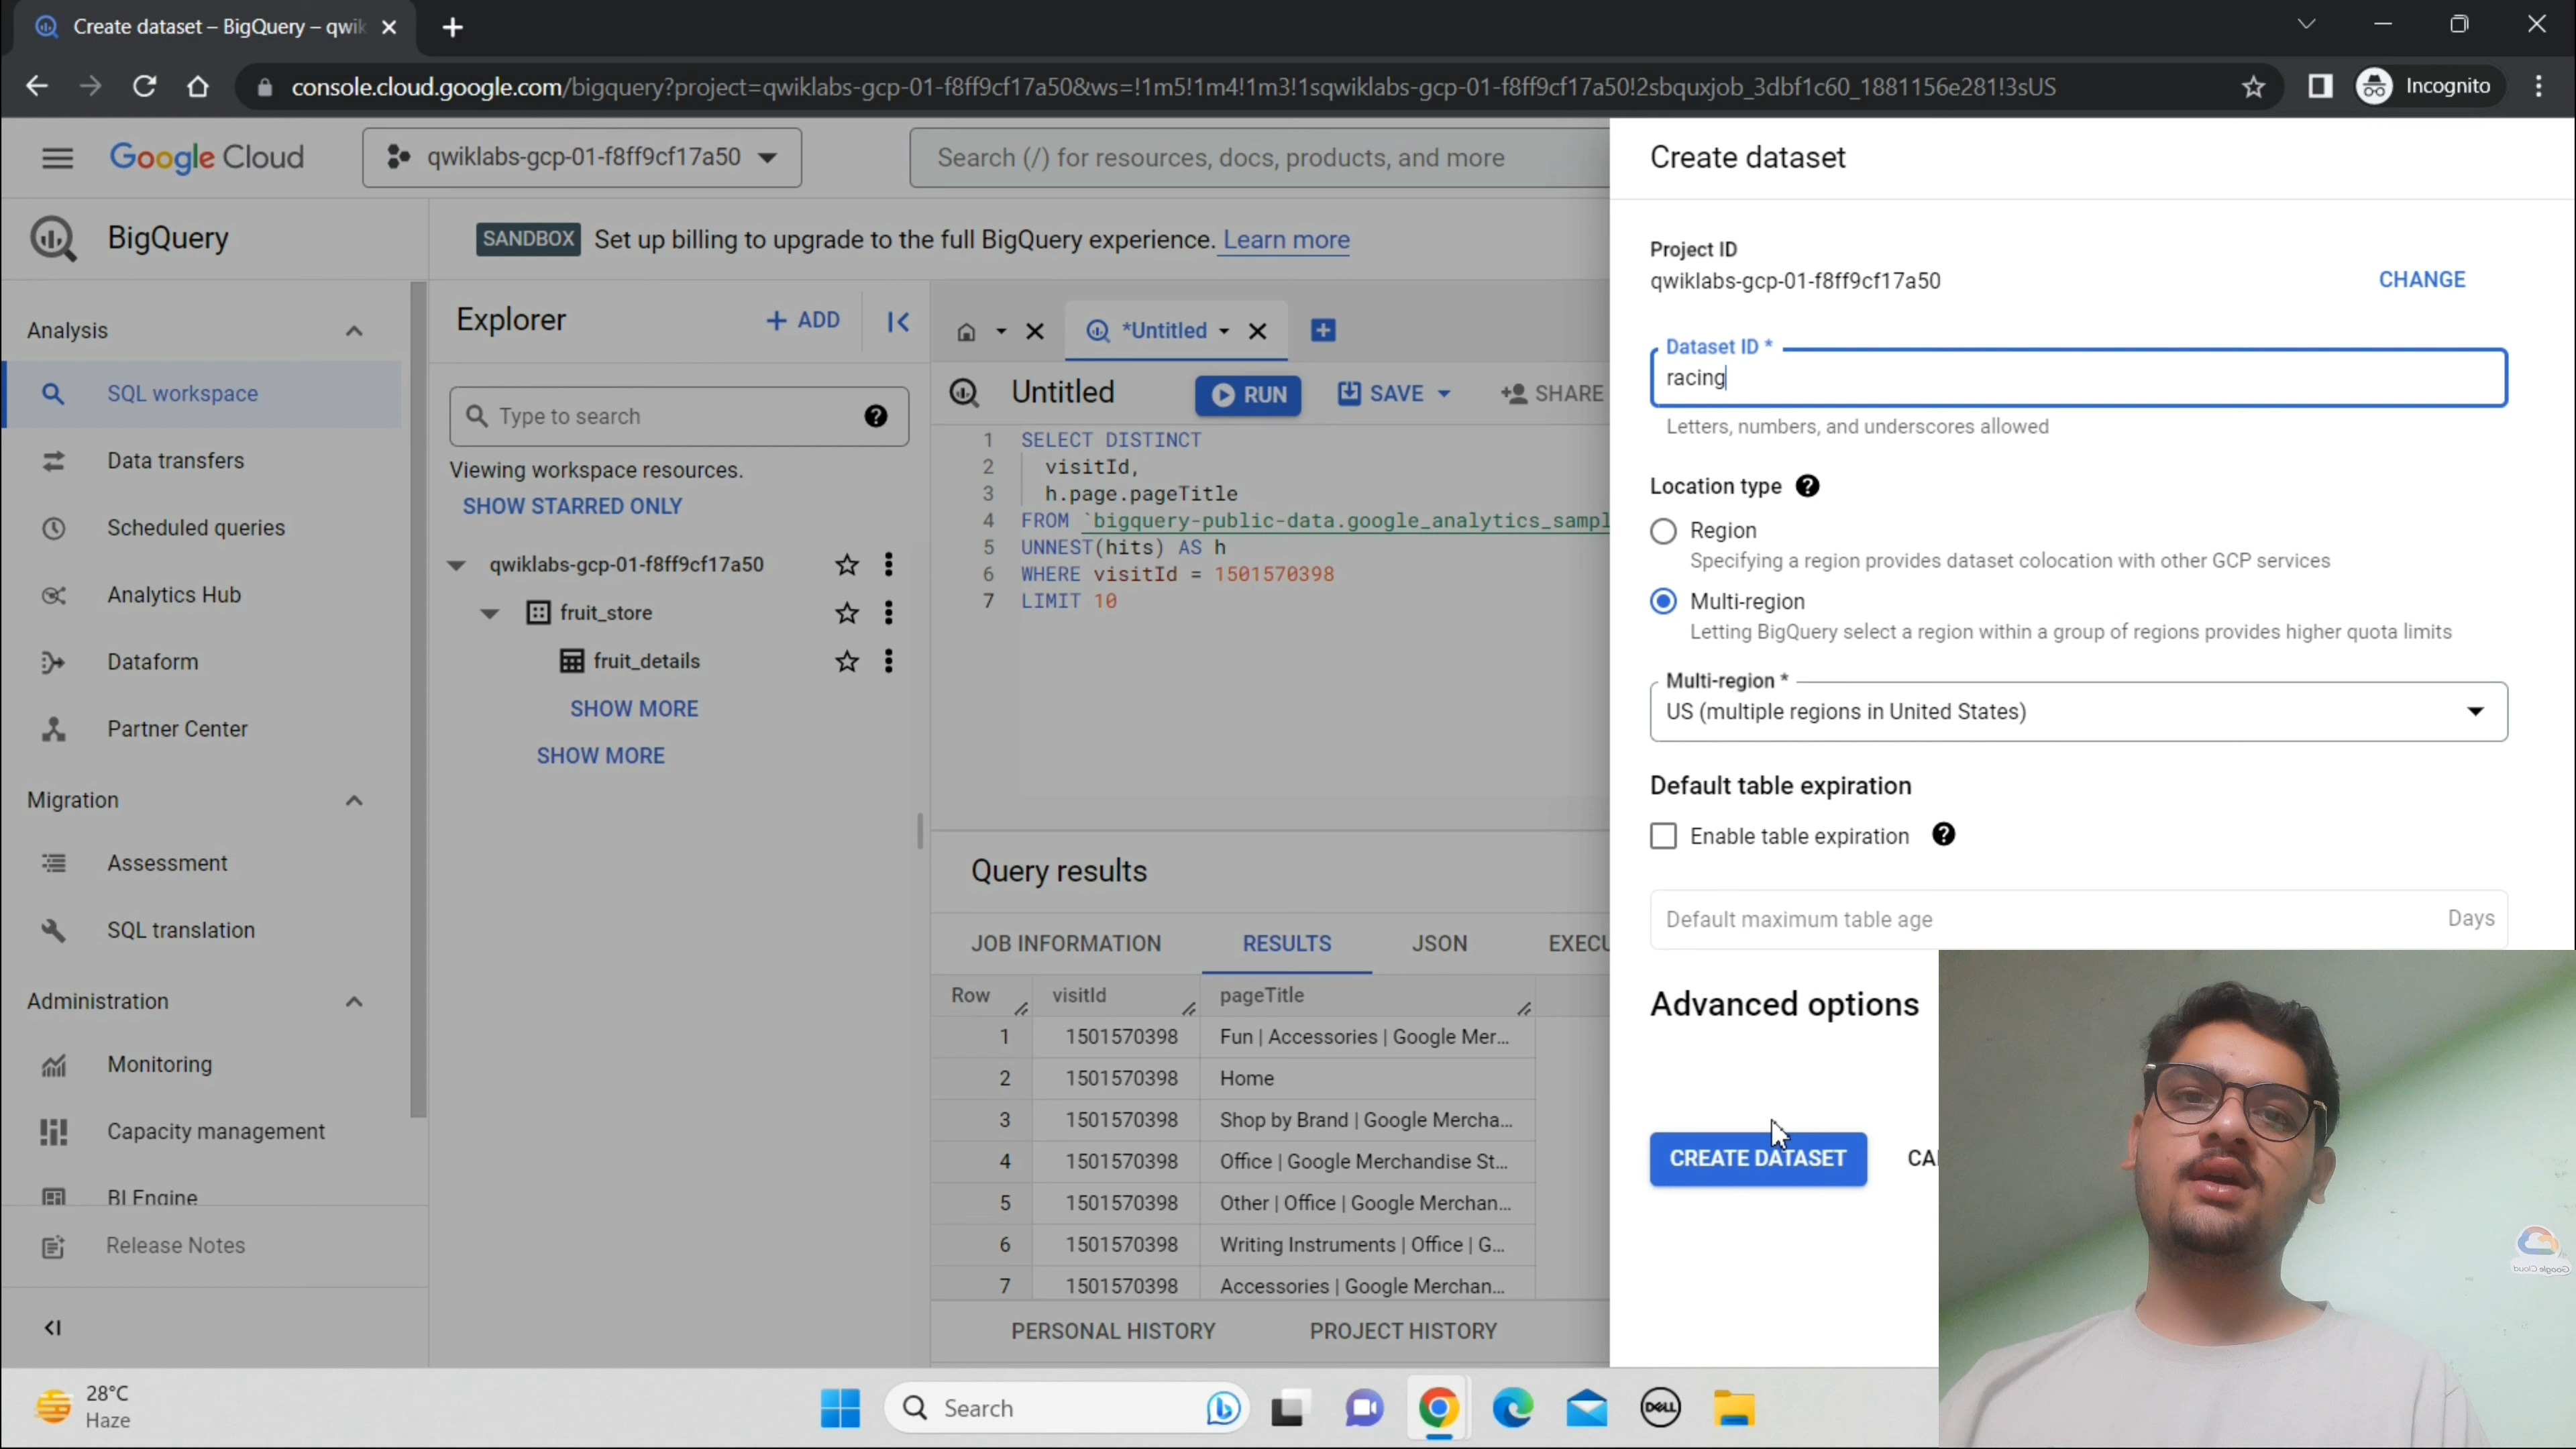 Create dataset – BigQuery – qwik
console.cloud.google.com/bigquery?project=qwiklabs-gcp-01-f8ff9cf17a50&ws=!1m5!1m4!1m3!1sqwiklabs-gcp-01-f8ff9cf17a50!2sbquxjob_3dbf1c60_1881156e281!3sUS
Incognito
Google Cloud
qwiklabs-gcp-01-f8ff9cf17a50
Search (/) for resources, docs, products, and more
BigQuery
SANDBOX Set up billing to upgrade to the full BigQuery experience. Learn more
Analysis
SQL workspace
Data transfers
Scheduled queries
Analytics Hub
Dataform
Partner Center
Migration
Assessment
SQL translation
Administration
Monitoring
Capacity management
BI Engine
Release Notes
Explorer
+ ADD
Type to search
Viewing workspace resources.
SHOW STARRED ONLY
qwiklabs-gcp-01-f8ff9cf17a50
fruit_store
fruit_details
SHOW MORE
SHOW MORE
*Untitled
Untitled
RUN
SAVE
SHARE
1 SELECT DISTINCT
2 visitId,
3 h.page.pageTitle
4 FROM `bigquery-public-data.google_analytics_sampl
5 UNNEST(hits) AS h
6 WHERE visitId = 1501570398
7 LIMIT 10
Query results
JOB INFORMATION RESULTS JSON EXECU
Row visitId pageTitle
1 1501570398 Fun | Accessories | Google Mer...
2 1501570398 Home
3 1501570398 Shop by Brand | Google Mercha...
4 1501570398 Office | Google Merchandise St...
5 1501570398 Other | Office | Google Merchan...
6 1501570398 Writing Instruments | Office | G...
7 1501570398 Accessories | Google Merchan...
PERSONAL HISTORY PROJECT HISTORY
Create dataset
Project ID
qwiklabs-gcp-01-f8ff9cf17a50
CHANGE
Dataset ID *
racing
Letters, numbers, and underscores allowed
Location type
Region
Specifying a region provides dataset colocation with other GCP services
Multi-region
Letting BigQuery select a region within a group of regions provides higher quota limits
Multi-region *
US (multiple regions in United States)
Default table expiration
Enable table expiration
Default maximum table age Days
Advanced options
CREATE DATASET
CA
Google Cloud
28°C
Haze
Search
DELL